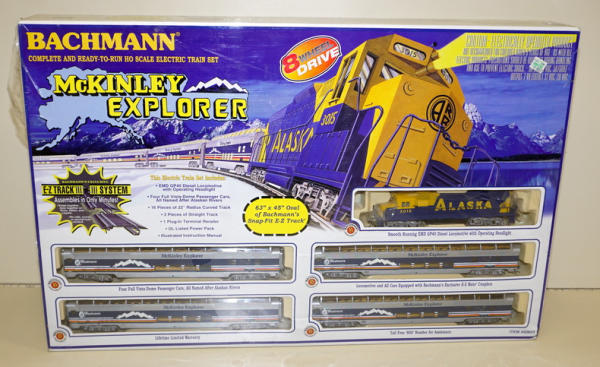 BACHMANN
COMPLETE AND READY-TO-RUN HO SCALE ELECTRIC TRAIN SET
McKINLEY
EXPLORER
8 WHEEL
DRIVE
3015
3015
ALASKA
This Electric Train Set Includes:
• EMD GP40 Diesel Locomotive
with Operating Headlight
• Four Full Vista-Dome Passenger Cars,
All Named After Alaskan Rivers
• 16 Pieces of 22" Radius Curved Track
• 2 Pieces of Straight Track
• 1 Plug-in Terminal Rerailer
• UL Listed Power Pack
• Illustrated Instruction Manual
E-Z TRACK SYSTEM
Assembles in Only Minutes!
63" x 45" Oval
of Bachmann's
Snap-Fit E-Z Track
ALASKA
3015
Smooth Running EMD GP40 Diesel Locomotive with Operating Headlight
McKinley Explorer
McKinley Explorer
Four Full Vista-Dome Passenger Cars, All Named After Alaskan Rivers
Locomotive and All Cars Equipped with Bachmann's Exclusive E-Z Mate Couplers
McKinley Explorer
McKinley Explorer
Lifetime Limited Warranty
Toll Free '800' Number for Assistance